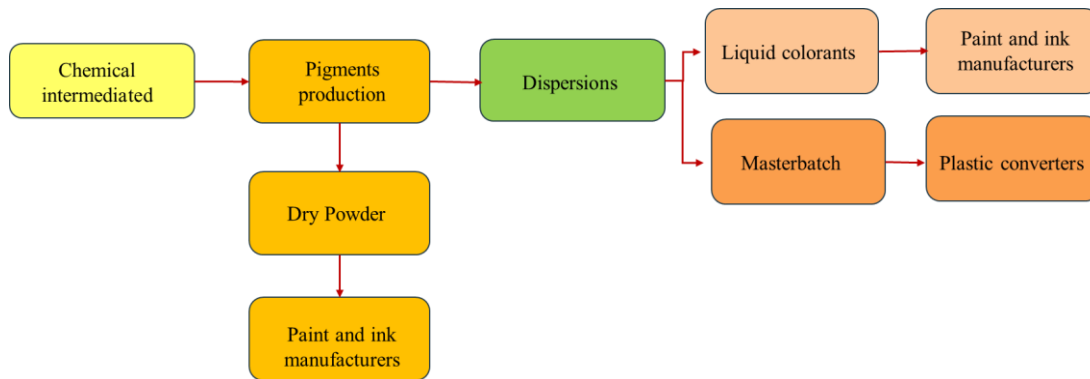 Chemical
intermediated
Pigments
production
Dispersions
Liquid colorants
Paint and ink
manufacturers
Masterbatch
Plastic converters
Dry Powder
Paint and ink
manufacturers